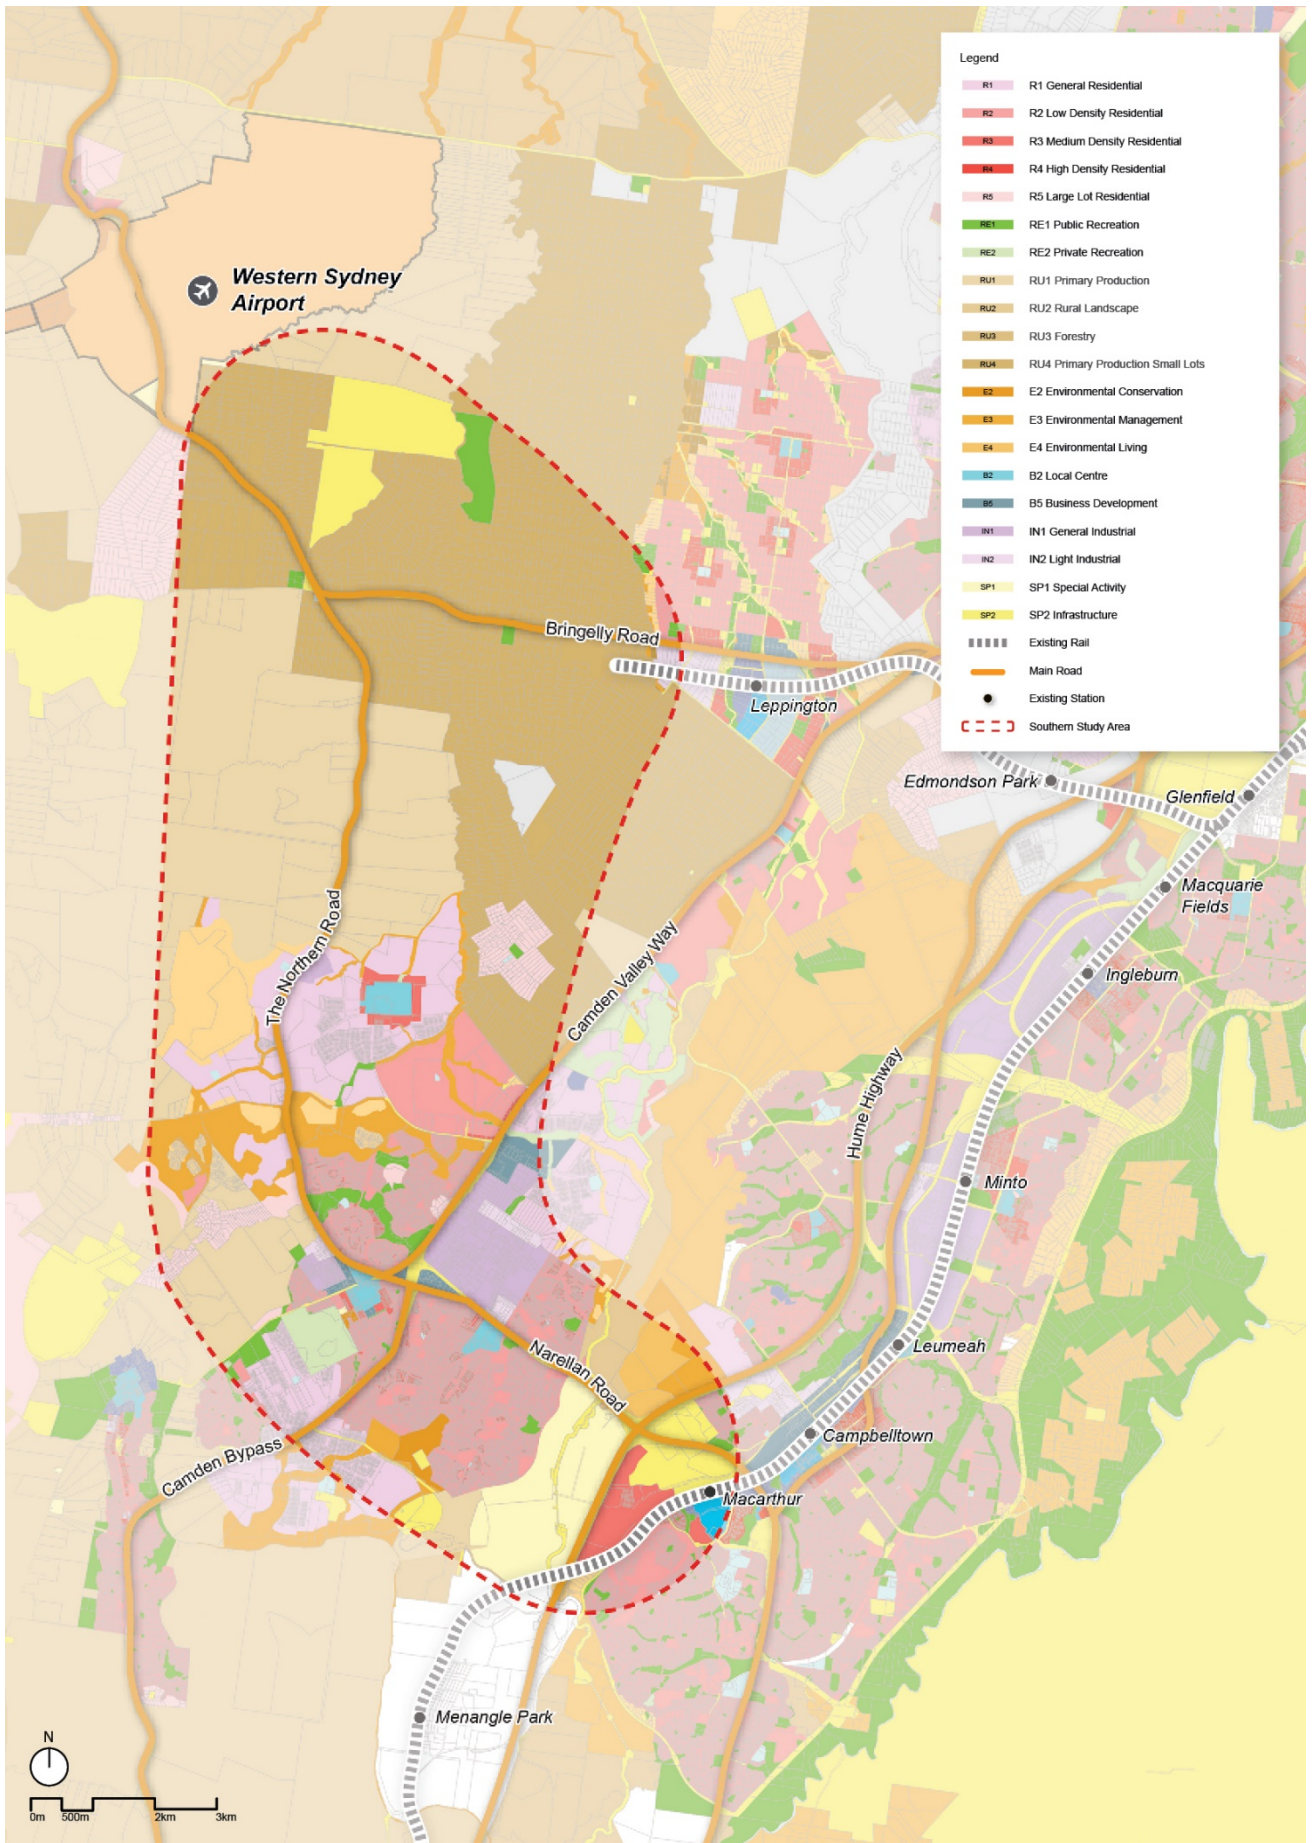 Legend
R1 R1 General Residential
R2 R2 Low Density Residential
R3 R3 Medium Density Residential
R4 R4 High Density Residential
R5 R5 Large Lot Residential
RE1 RE1 Public Recreation
RE2 RE2 Private Recreation
RU1 RU1 Primary Production
RU2 RU2 Rural Landscape
RU3 RU3 Forestry
RU4 RU4 Primary Production Small Lots
E2 E2 Environmental Conservation
E3 E3 Environmental Management
E4 E4 Environmental Living
B2 B2 Local Centre
B5 B5 Business Development
IN1 IN1 General Industrial
IN2 IN2 Light Industrial
SP1 SP1 Special Activity
SP2 SP2 Infrastructure
Existing Rail
Main Road
Existing Station
Southern Study Area
Western Sydney
Airport
Bringelly Road
Leppington
Edmondson Park
Glenfield
Macquarie
Fields
Ingleburn
The Northern Road
Camden Valley Way
Hume Highway
Minto
Leumeah
Narellan Road
Campbelltown
Camden Bypass
Macarthur
Menangle Park
N
0m 500m 2km 3km